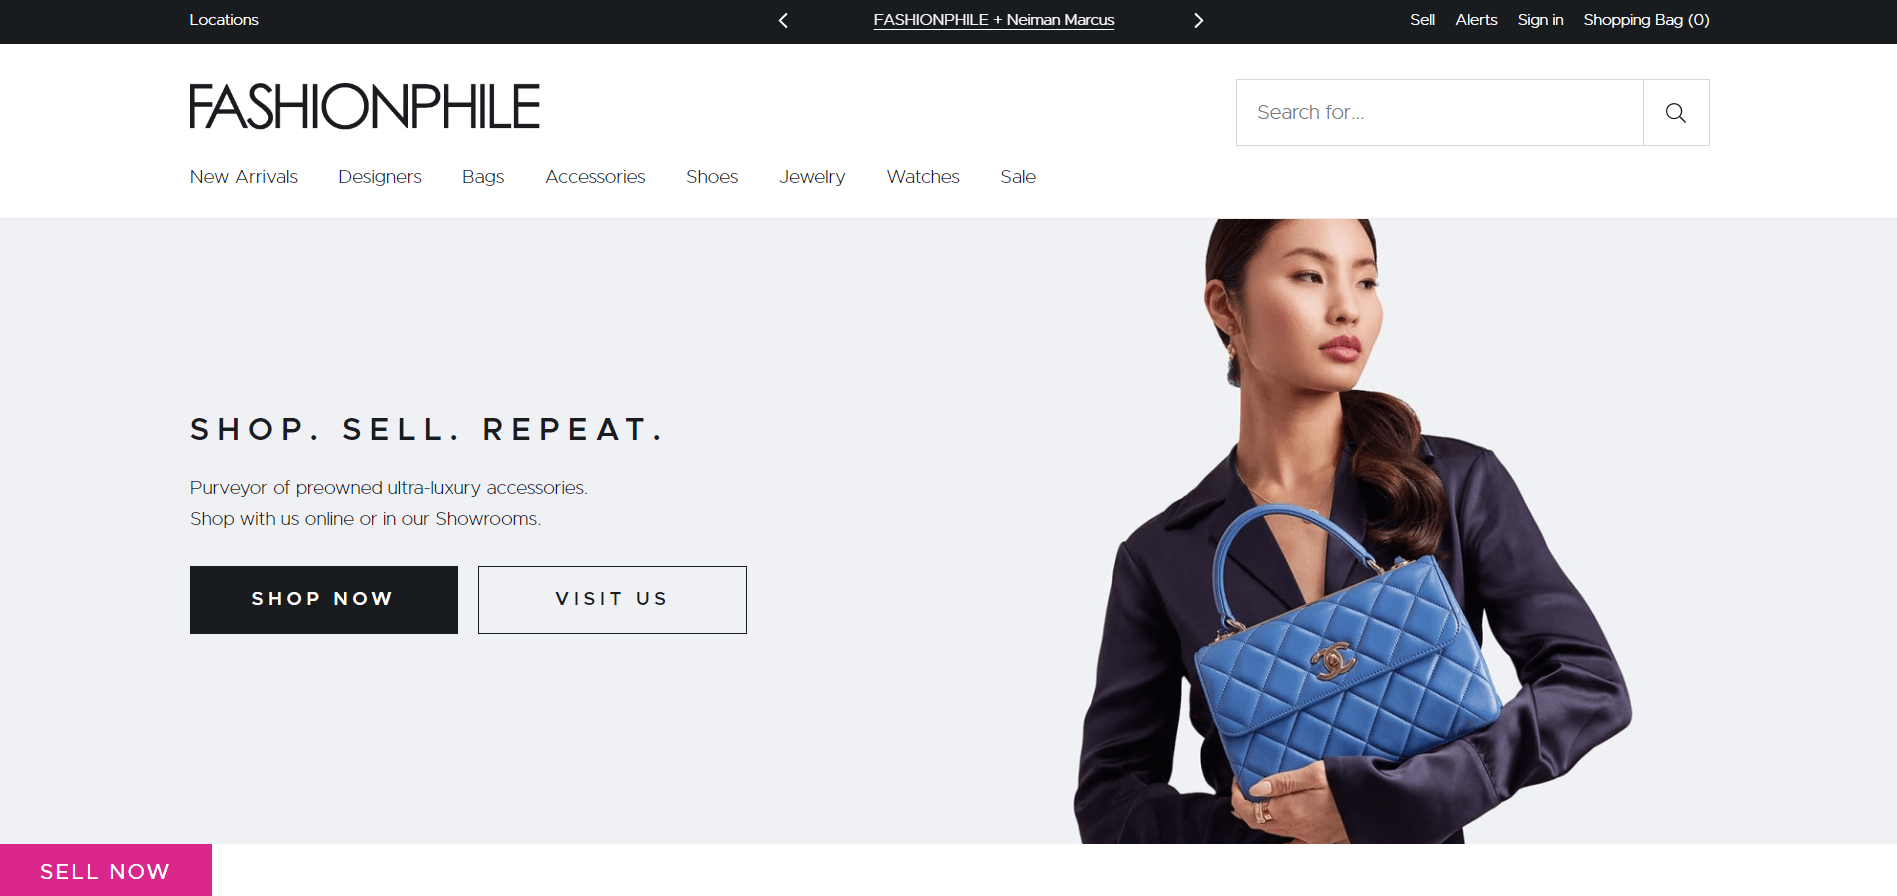 Locations
FASHIONPHILE + Neiman Marcus
Sell Alerts Sign in Shopping Bag (0)
FASHIONPHILE
Search for...
New Arrivals Designers Bags Accessories Shoes Jewelry Watches Sale
SHOP. SELL. REPEAT.
Purveyor of preowned ultra-luxury accessories.
Shop with us online or in our Showrooms.
SHOP NOW
VISIT US
SELL NOW